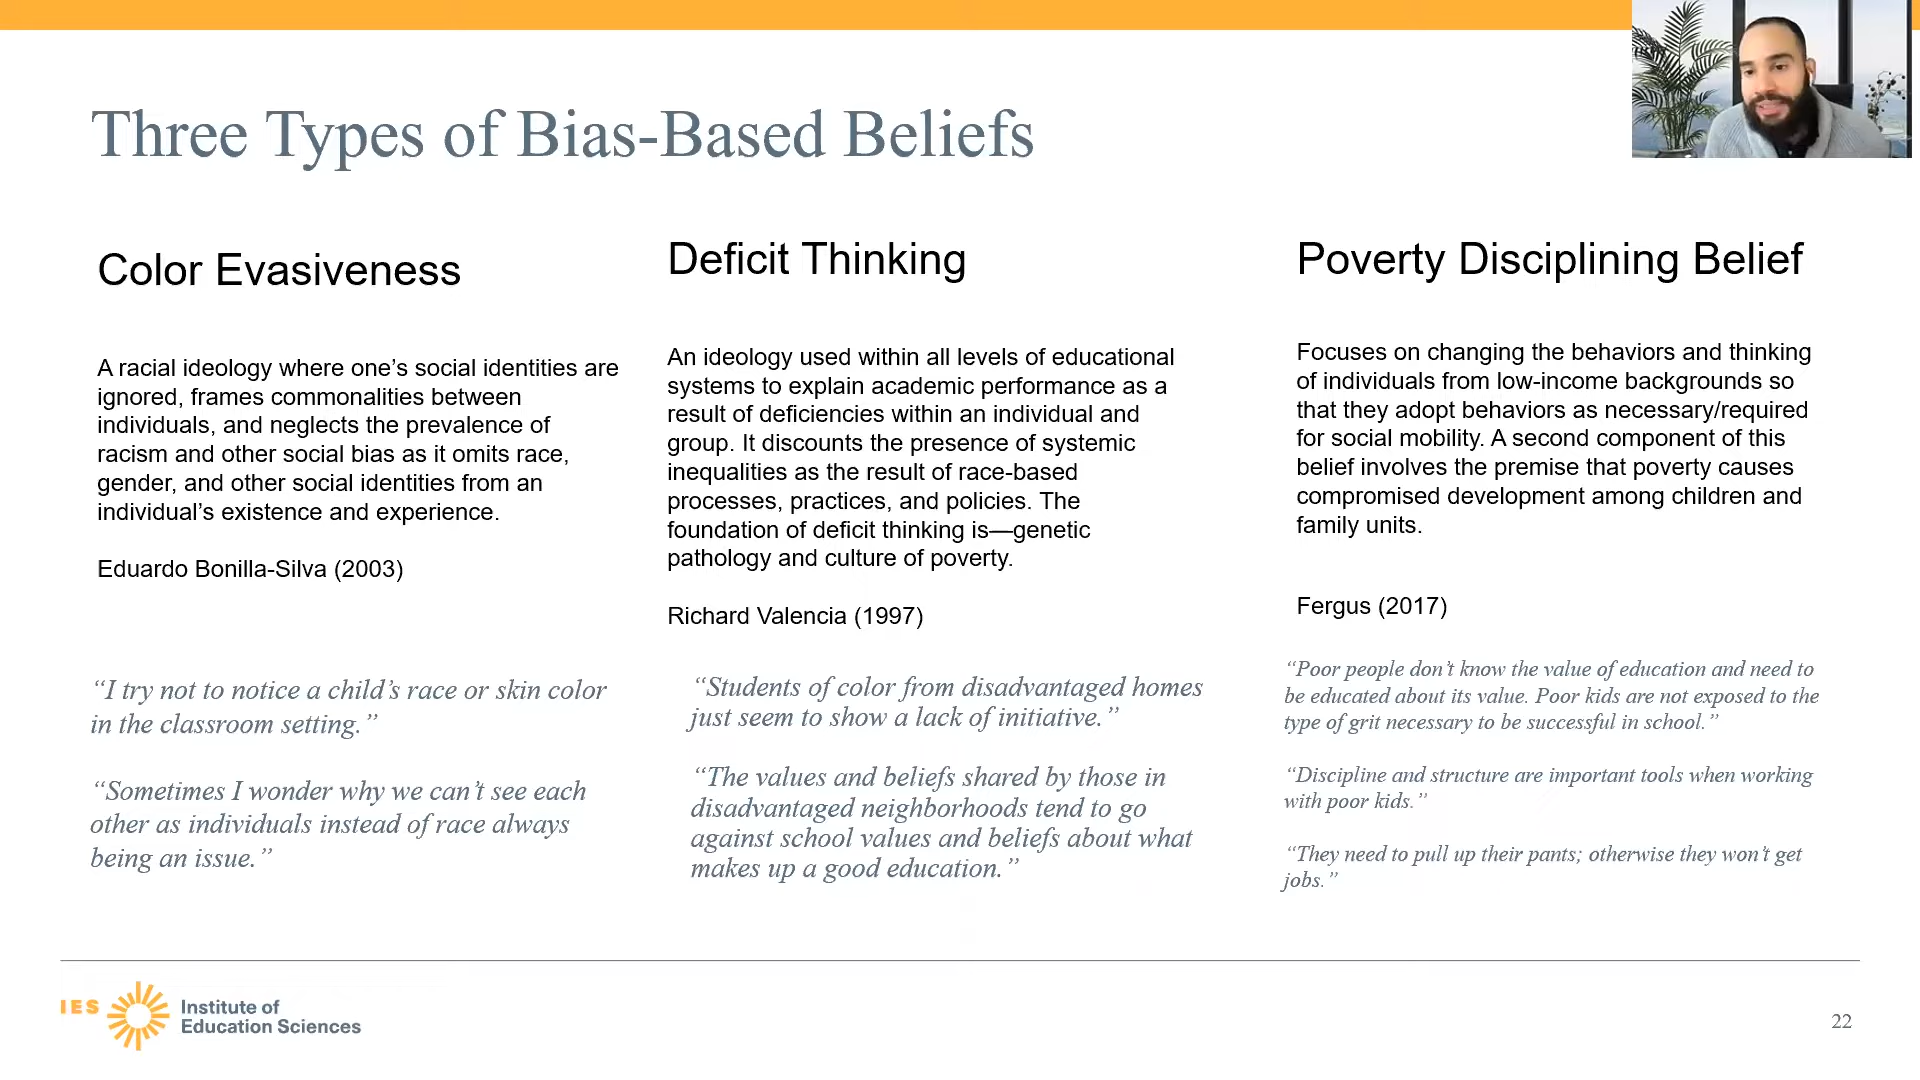 Three Types of Bias-Based Beliefs
Color Evasiveness
A racial ideology where one’s social identities are
ignored, frames commonalities between
individuals, and neglects the prevalence of
racism and other social bias as it omits race,
gender, and other social identities from an
individual’s existence and experience.
Eduardo Bonilla-Silva (2003)
“I try not to notice a child’s race or skin color
in the classroom setting.”
“Sometimes I wonder why we can’t see each
other as individuals instead of race always
being an issue.”
Deficit Thinking
An ideology used within all levels of educational
systems to explain academic performance as a
result of deficiencies within an individual and
group. It discounts the presence of systemic
inequalities as the result of race-based
processes, practices, and policies. The
foundation of deficit thinking is—genetic
pathology and culture of poverty.
Richard Valencia (1997)
“Students of color from disadvantaged homes
just seem to show a lack of initiative.”
“The values and beliefs shared by those in
disadvantaged neighborhoods tend to go
against school values and beliefs about what
makes up a good education.”
Poverty Disciplining Belief
Focuses on changing the behaviors and thinking
of individuals from low-income backgrounds so
that they adopt behaviors as necessary/required
for social mobility. A second component of this
belief involves the premise that poverty causes
compromised development among children and
family units.
Fergus (2017)
“Poor people don’t know the value of education and need to
be educated about its value. Poor kids are not exposed to the
type of grit necessary to be successful in school.”
“Discipline and structure are important tools when working
with poor kids.”
“They need to pull up their pants; otherwise they won’t get
jobs.”
IES
Institute of
Education Sciences
22